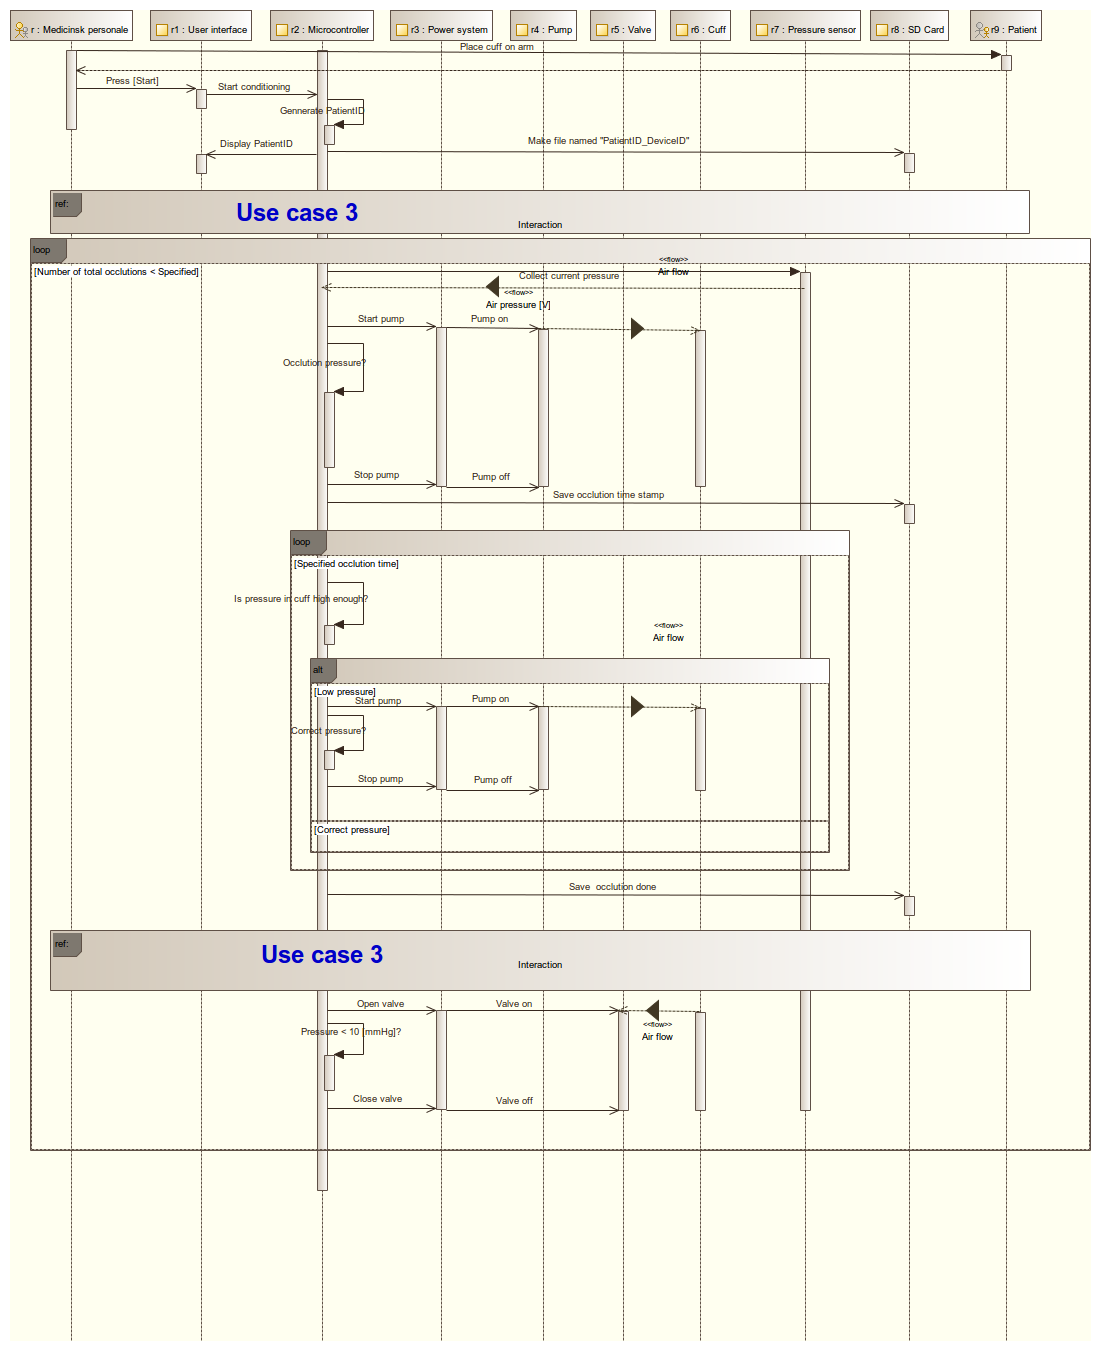 r : Medicinsk personale
r1 : User interface
r2 : Microcontroller
r3 : Power system
r4 : Pump
r5 : Valve
r6 : Cuff
r7 : Pressure sensor
r8 : SD Card
r9 : Patient
Place cuff on arm
Press [Start]
Start conditioning
Gennerate PatientID
Display PatientID
Make file named "PatientID_DeviceID"
ref:
Use case 3
Interaction
loop
[Number of total occlutions < Specified]
<<flow>>
Air flow
Collect current pressure
<<flow>>
Air pressure [V]
Start pump
Pump on
Occlution pressure?
Stop pump
Pump off
Save occlution time stamp
loop
[Specified occlution time]
Is pressure in cuff high enough?
<<flow>>
Air flow
alt
[Low pressure]
Start pump
Pump on
Correct pressure?
Stop pump
Pump off
[Correct pressure]
Save  occlution done
ref:
Use case 3
Interaction
Open valve
Valve on
<<flow>>
Air flow
Pressure < 10 [mmHg]?
Close valve
Valve off